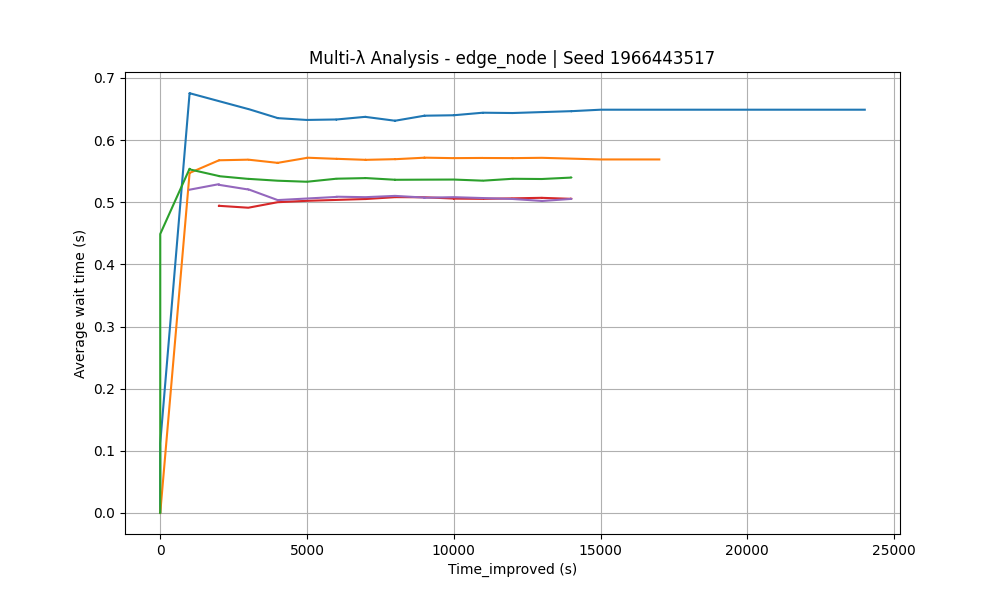 Multi-λ Analysis - edge_node | Seed 1966443517
Average wait time (s)
0.7
0.6
0.5
0.4
0.3
0.2
0.1
0.0
0 5000 10000 15000 20000 25000
Time_improved (s)